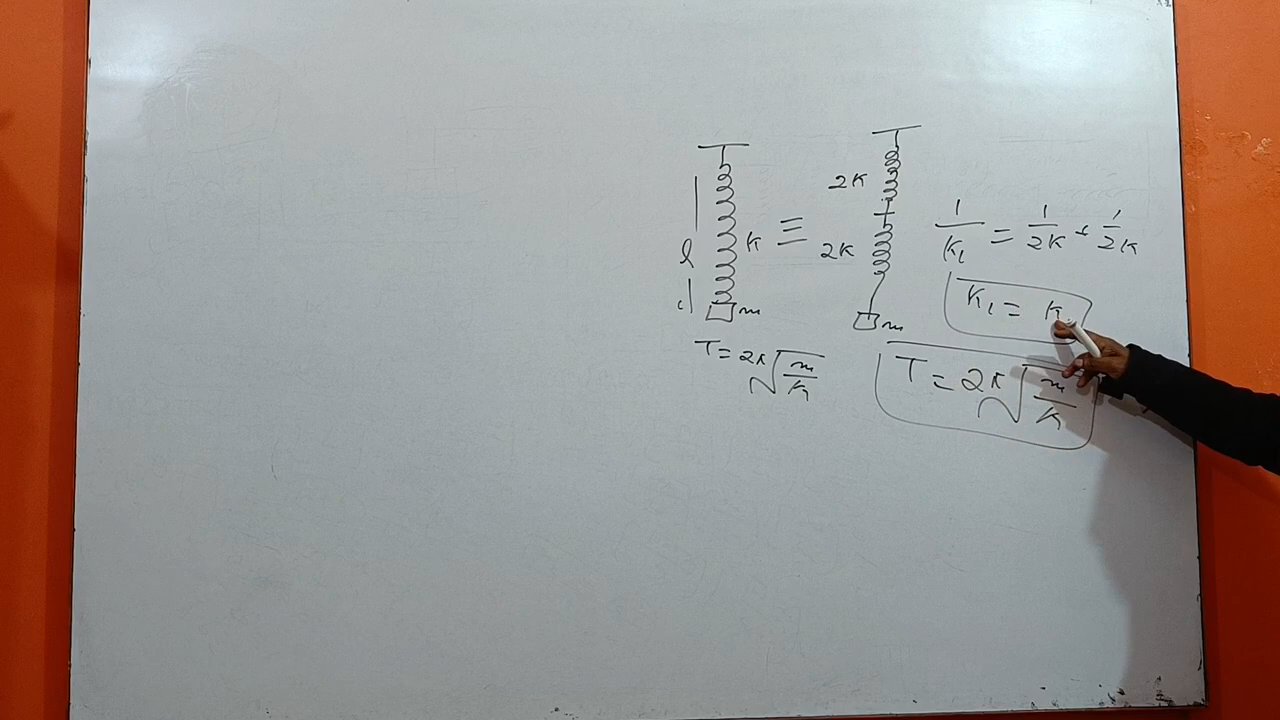 l
K
m
T = 2π√(m/K)
≡
2K
2K
m
1/K₁ = 1/2K + 1/2K
K₁ = K
T = 2π√(m/K)